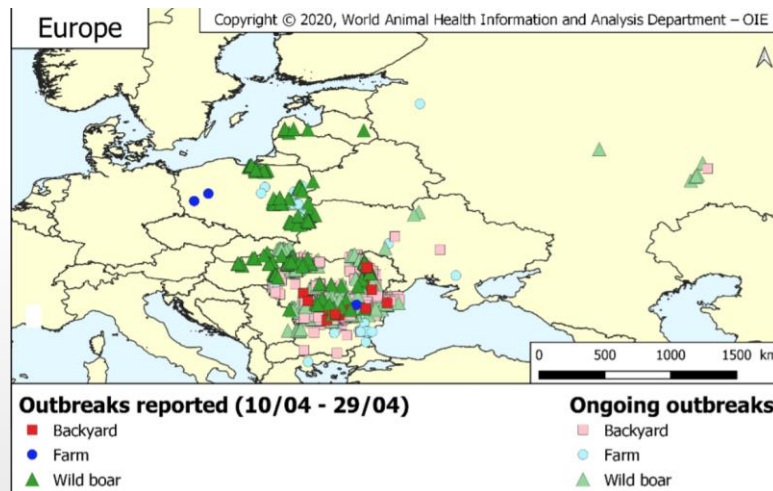 Europe
Copyright © 2020, World Animal Health Information and Analysis Department – OIE
0 500 1000 1500 km
Outbreaks reported (10/04 - 29/04)
Backyard
Farm
Wild boar
Ongoing outbreaks
Backyard
Farm
Wild boar